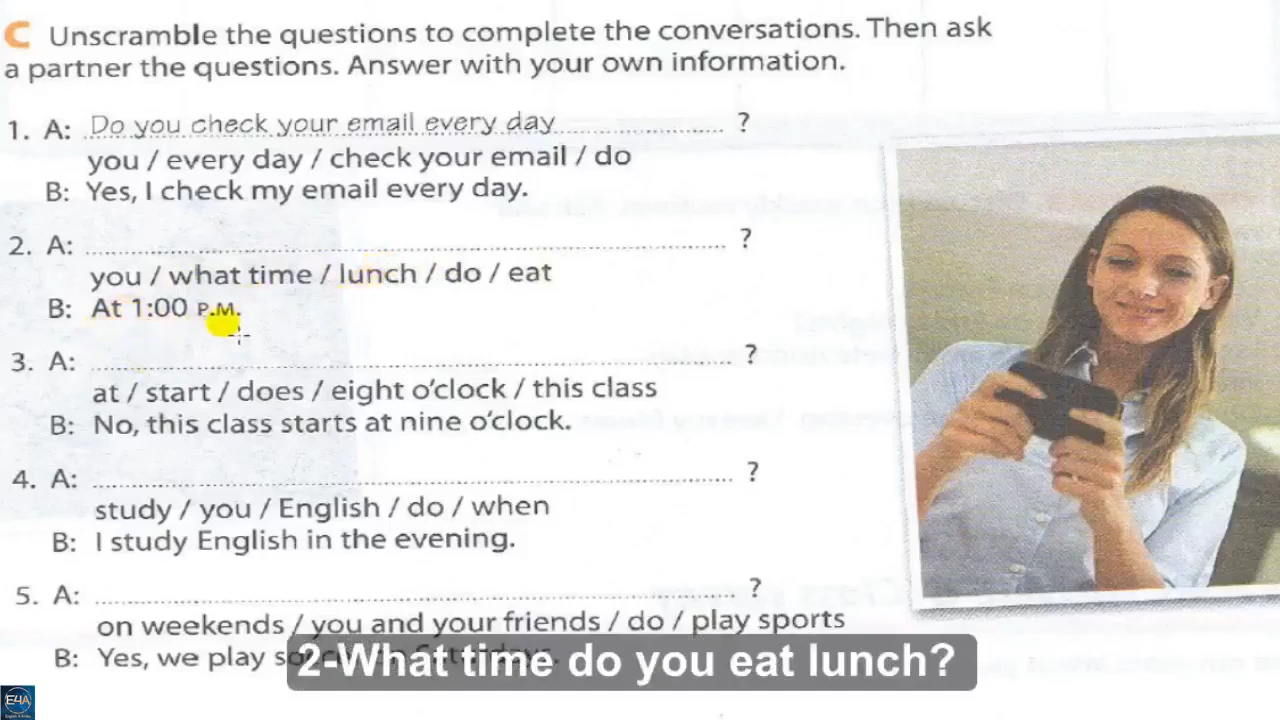 C Unscramble the questions to complete the conversations. Then ask
a partner the questions. Answer with your own information.
1. A: Do you check your email every day ?
you / every day / check your email / do
B: Yes, I check my email every day.
2. A: ?
you / what time / lunch / do / eat
B: At 1:00 P.M.
3. A: ?
at / start / does / eight o'clock / this class
B: No, this class starts at nine o'clock.
4. A: ?
study / you / English / do / when
B: I study English in the evening.
5. A: ?
on weekends / you and your friends / do / play sports
B: Yes, we play
2-What time do you eat lunch?
E4A